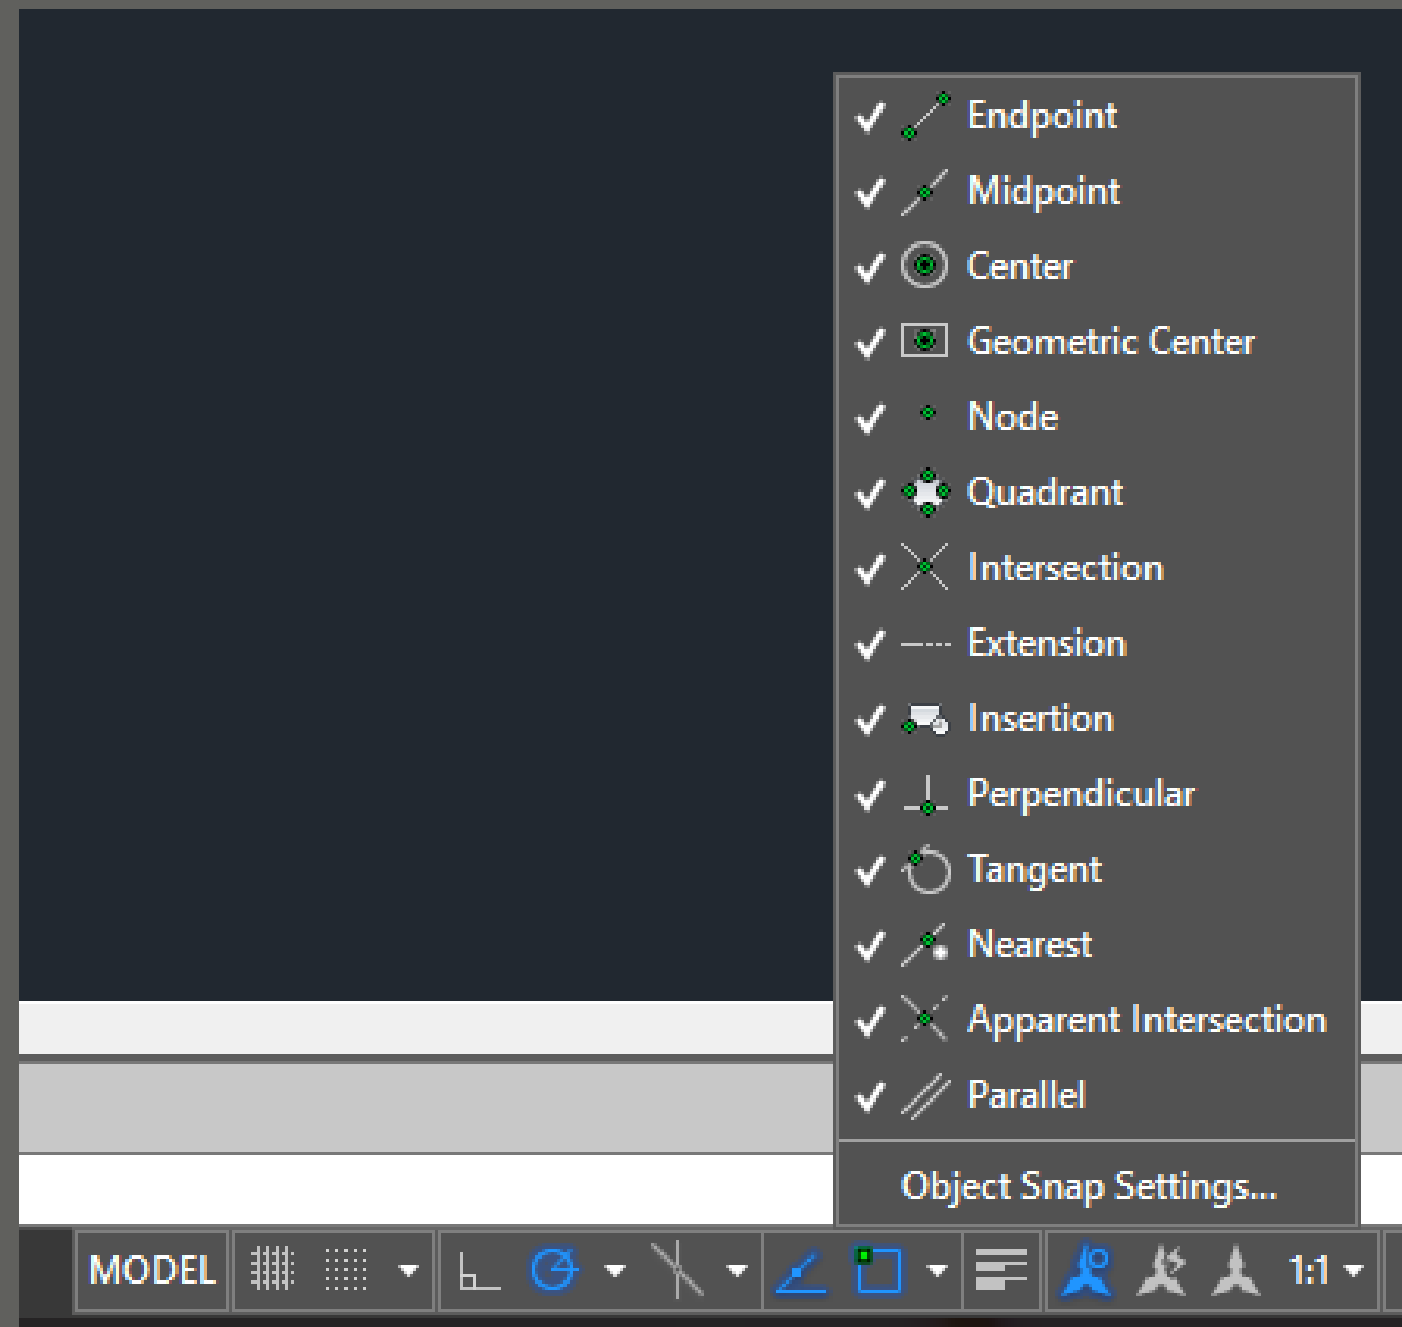 Endpoint
Midpoint
Center
Geometric Center
Node
Quadrant
Intersection
Extension
Insertion
Perpendicular
Tangent
Nearest
Apparent Intersection
Parallel
Object Snap Settings...
MODEL 1:1